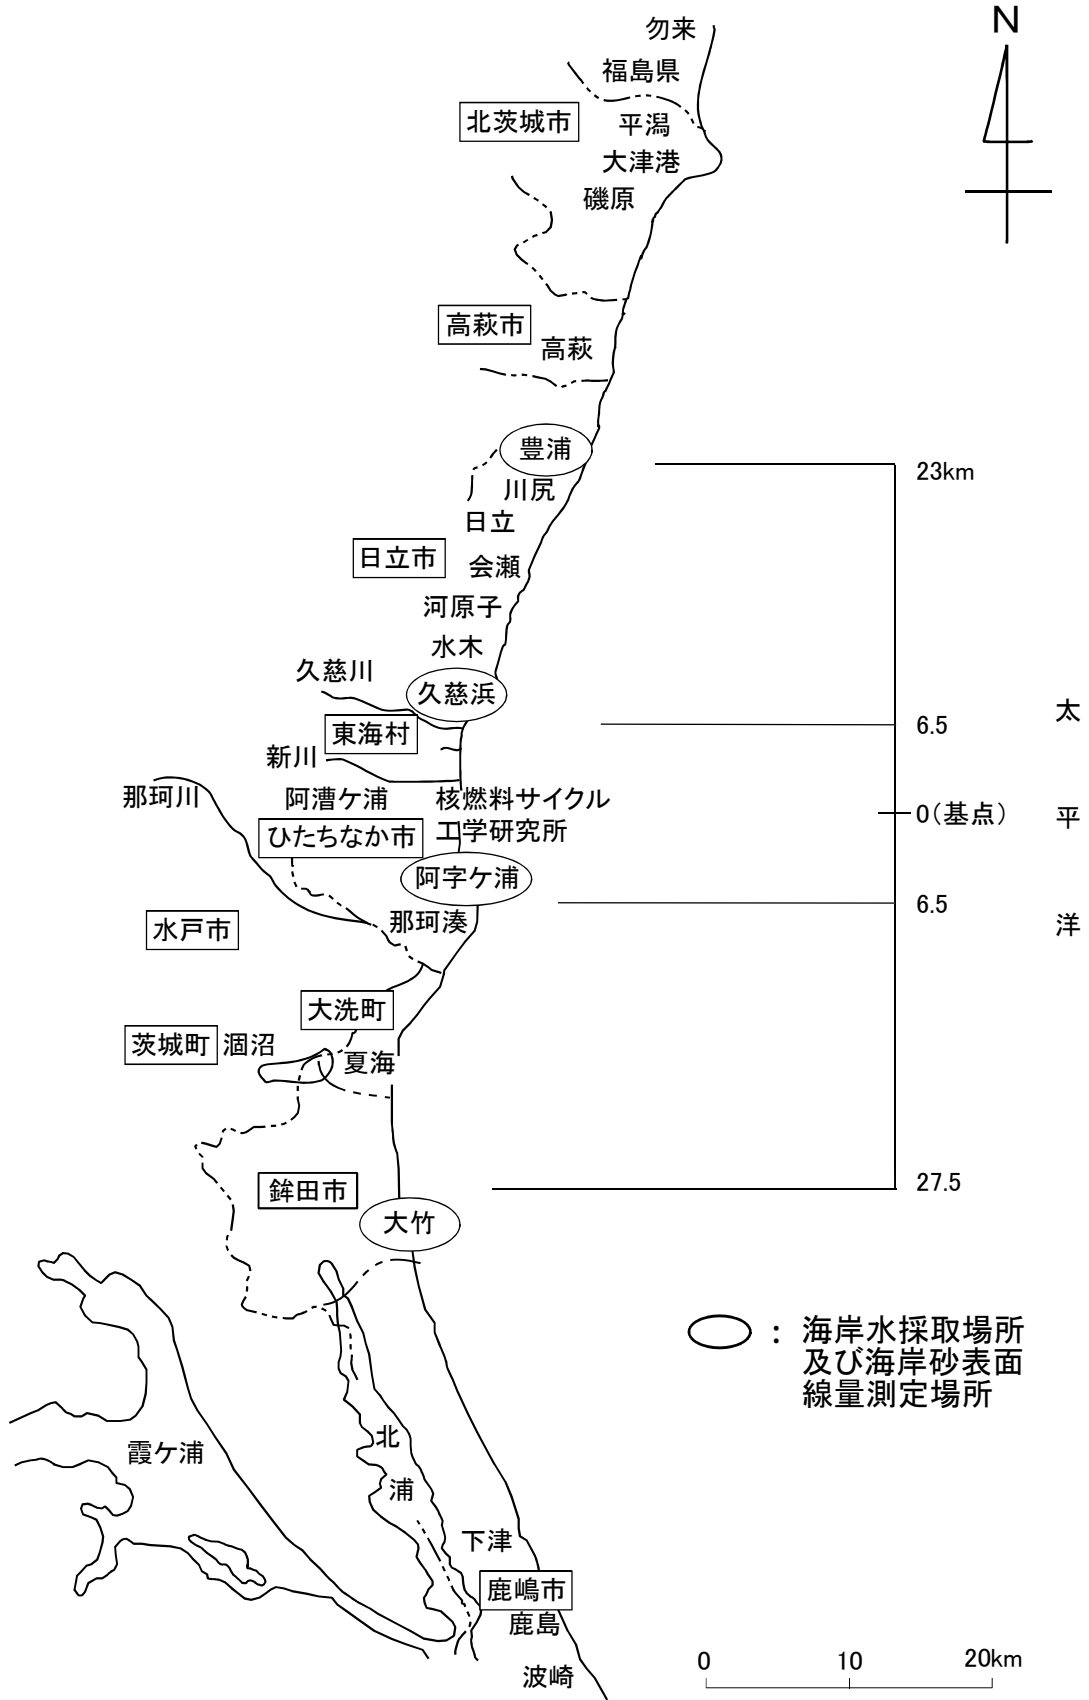 N
勿来
福島県
北茨城市
平潟
大津港
磯原
高萩市
高萩
豊浦
23km
川尻
日立
日立市
会瀬
河原子
水木
久慈川
久慈浜
太
平
洋
東海村
6.5
新川
那珂川
阿漕ケ浦
核燃料サイクル
工学研究所
0(基点)
ひたちなか市
阿字ケ浦
6.5
那珂湊
水戸市
大洗町
茨城町
涸沼
夏海
鉾田市
27.5
大竹
: 海岸水採取場所
及び海岸砂表面
線量測定場所
霞ケ浦
北
浦
下津
鹿嶋市
鹿島
波崎
0 10 20km